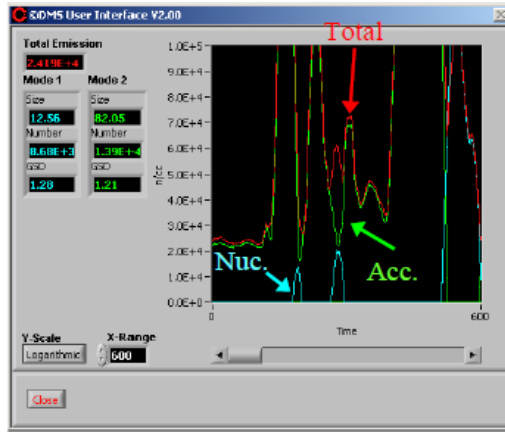 &DMS User Interface V2.00
Total Emission
2.419E+4
Mode 1 Mode 2
Size Size
12.56 82.05
Number Number
8.68E+3 1.39E+4
GSD GSD
1.28 1.21
Total
n/cc
1.0E+5
9.0E+4
8.0E+4
7.0E+4
6.0E+4
5.0E+4
4.0E+4
3.0E+4
2.0E+4
1.0E+4
0.0E+0
Nuc.
Acc.
0
600
Time
Y-Scale X-Range
Logarithmic 600
Close